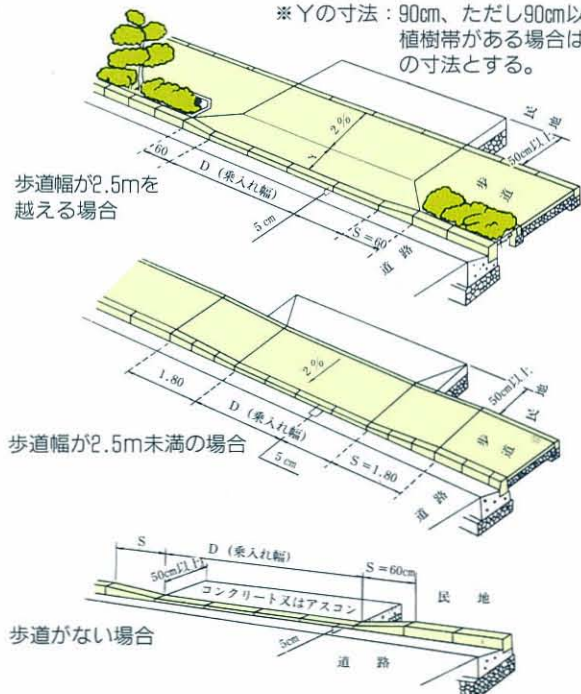 ※Yの寸法：90cm、ただし90cm以
植樹帯がある場合は
の寸法とする。
民地
50cm以上
2％
Y
歩道
60
D（乗入れ幅）
5cm
S＝60
道路
歩道幅が2.5mを
越える場合
2％
50cm以上
民地
1.80
D（乗入れ幅）
歩道
歩道幅が2.5m未満の場合
5cm
S＝1.80
道路
S
D（乗入れ幅）
S＝60cm
50cm以上
コンクリート又はアスコン
民地
歩道がない場合
5cm
道路